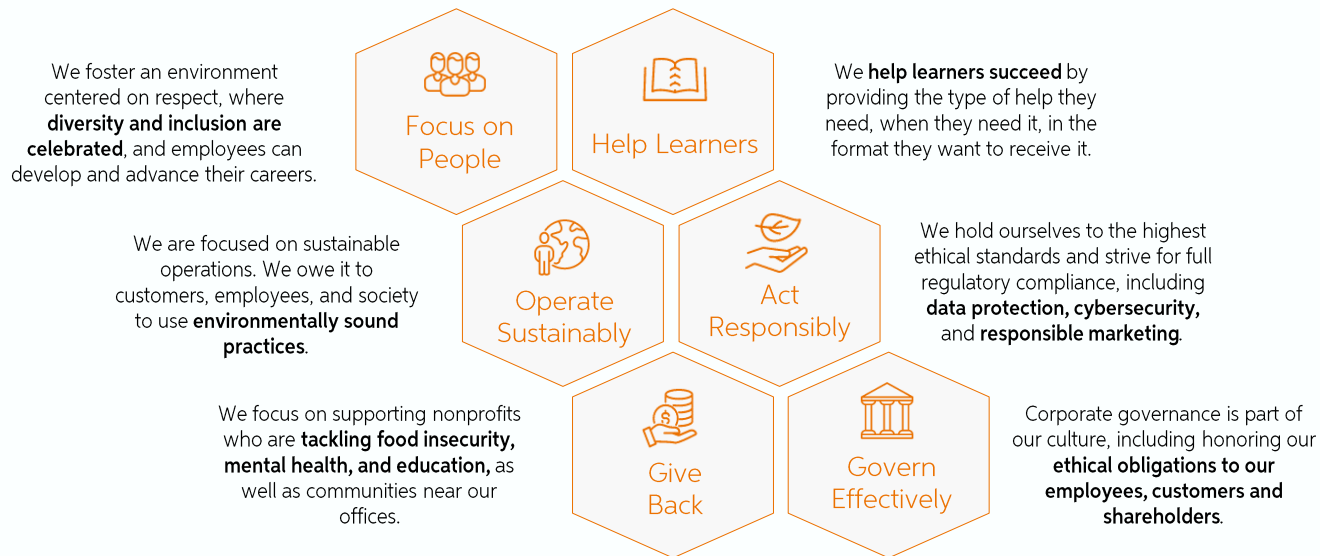 We foster an environment
centered on respect, where
diversity and inclusion are
celebrated, and employees can
develop and advance their careers.
Focus on
People
Help Learners
We help learners succeed by
providing the type of help they
need, when they need it, in the
format they want to receive it.
We are focused on sustainable
operations. We owe it to
customers, employees, and society
to use environmentally sound
practices.
Operate
Sustainably
Act
Responsibly
We hold ourselves to the highest
ethical standards and strive for full
regulatory compliance, including
data protection, cybersecurity,
and responsible marketing.
We focus on supporting nonprofits
who are tackling food insecurity,
mental health, and education, as
well as communities near our
offices.
$
Give
Back
Govern
Effectively
Corporate governance is part of
our culture, including honoring our
ethical obligations to our
employees, customers and
shareholders.